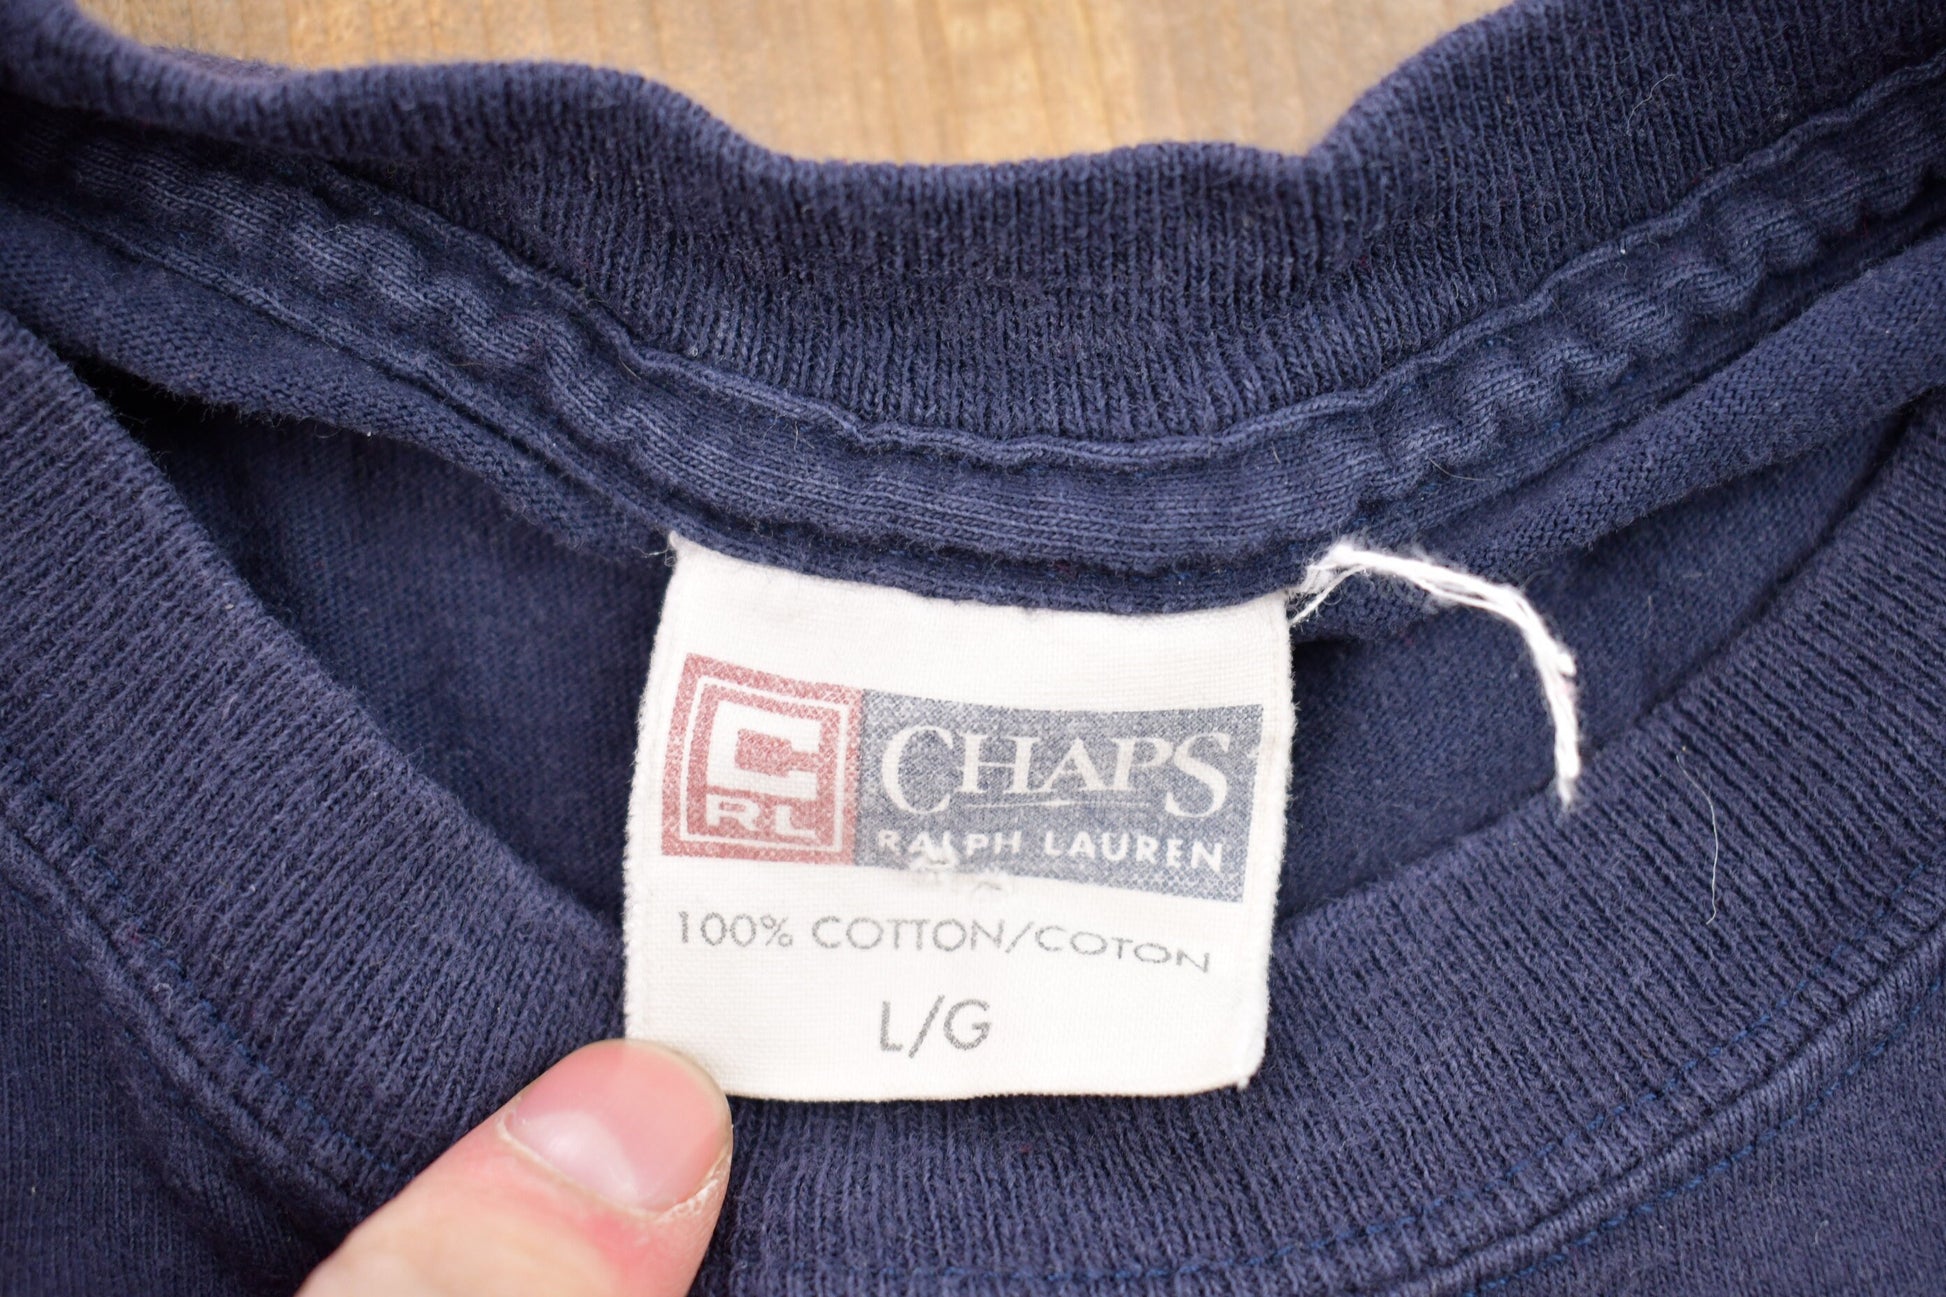 C
RL
CHAPS
RALPH LAUREN
100% COTTON/COTON
L/G